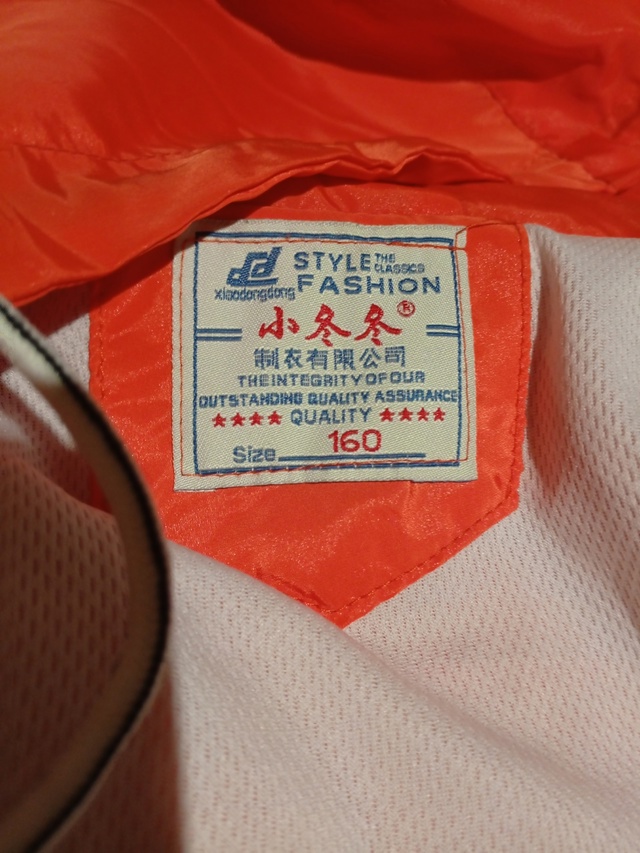 STYLE THE CLASSICS
xiaodongdong FASHION
小冬冬®
制衣有限公司
THE INTEGRITY OF OUR
OUTSTANDING QUALITY ASSURANCE
★★★★ QUALITY ★★★★
Size 160